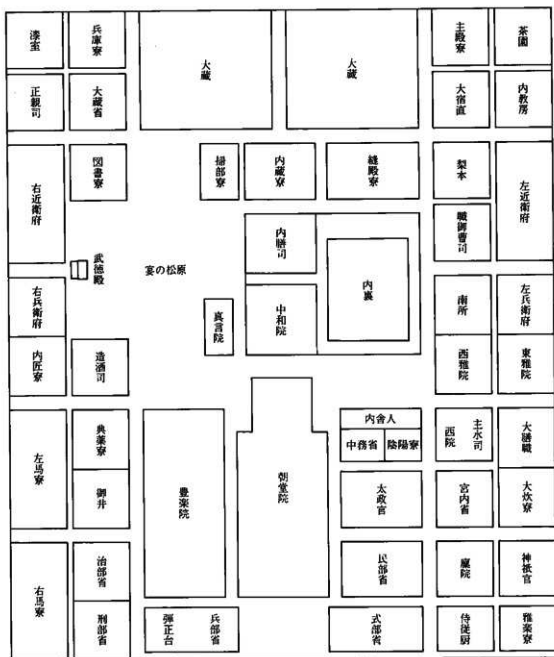 漆室
兵庫寮
大蔵
大蔵
主殿寮
茶園
正親司
大蔵省
大宿直
内教房
右近衛府
図書寮
掃部寮
内蔵寮
縫殿寮
梨本
左近衛府
職御曹司
武徳殿
宴の松原
内膳司
内裏
右兵衛府
真言院
中和院
南所
左兵衛府
内匠寮
造酒司
西雅院
東雅院
左馬寮
典薬寮
豊楽院
朝堂院
内舎人
中務省
陰陽寮
主水司
西院
大膳職
御井
太政官
宮内省
大炊寮
右馬寮
治部省
民部省
廩院
神祇官
刑部省
弾正台
兵部省
式部省
侍従厨
雅楽寮